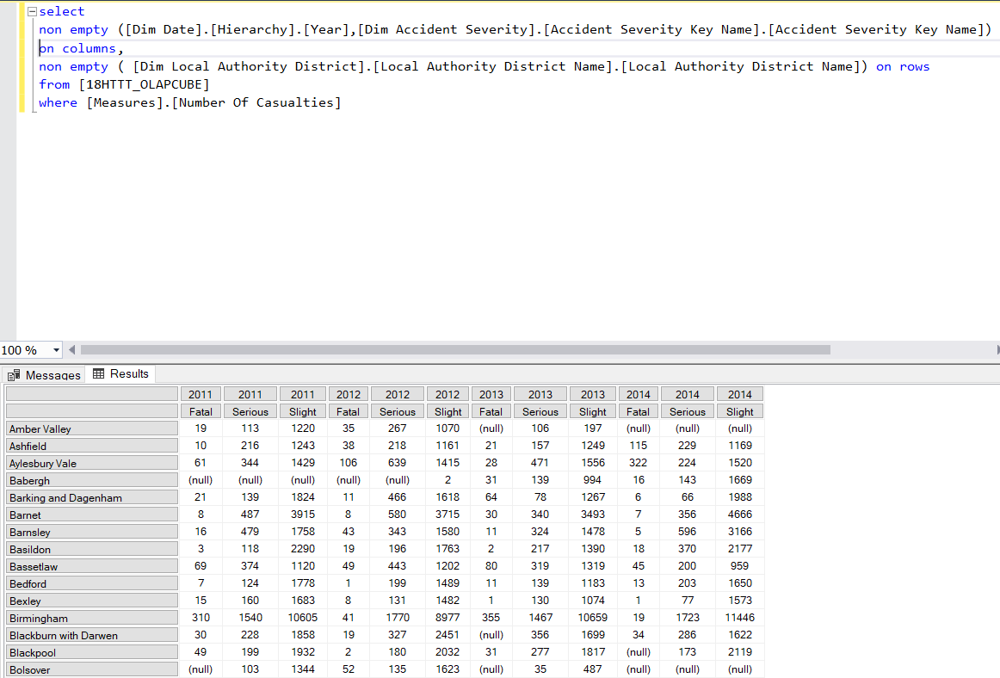 select
non empty ([Dim Date].[Hierarchy].[Year],[Dim Accident Severity].[Accident Severity Key Name].[Accident Severity Key Name])
on columns,
non empty ( [Dim Local Authority District].[Local Authority District Name].[Local Authority District Name]) on rows
from [18HTTT_OLAPCUBE]
where [Measures].[Number Of Casualties]
100 %
Messages Results
2011 2011 2011 2012 2012 2012 2013 2013 2013 2014 2014 2014
Fatal Serious Slight Fatal Serious Slight Fatal Serious Slight Fatal Serious Slight
Amber Valley 19 113 1220 35 267 1070 (null) 106 197 (null) (null) (null)
Ashfield 10 216 1243 38 218 1161 21 157 1249 115 229 1169
Aylesbury Vale 61 344 1429 106 639 1415 28 471 1556 322 224 1520
Babergh (null) (null) (null) (null) (null) 2 31 139 994 16 143 1669
Barking and Dagenham 21 139 1824 11 466 1618 64 78 1267 6 66 1988
Barnet 8 487 3915 8 580 3715 30 340 3493 7 356 4666
Barnsley 16 479 1758 43 343 1580 11 324 1478 5 596 3166
Basildon 3 118 2290 19 196 1763 2 217 1390 18 370 2177
Bassetlaw 69 374 1120 49 443 1202 80 319 1319 45 200 959
Bedford 7 124 1778 1 199 1489 11 139 1183 13 203 1650
Bexley 15 160 1683 8 131 1482 1 130 1074 1 77 1573
Birmingham 310 1540 10605 41 1770 8977 355 1467 10659 19 1723 11446
Blackburn with Darwen 30 228 1858 19 327 2451 (null) 356 1699 34 286 1622
Blackpool 49 199 1932 2 180 2032 31 277 1817 (null) 173 2119
Bolsover (null) 103 1344 52 135 1623 (null) 35 487 (null) (null) (null)